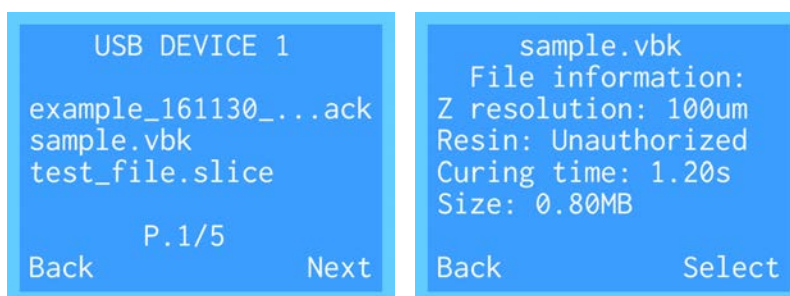 USB DEVICE 1
example_161130_...ack
sample.vbk
test_file.slice
P.1/5
Back Next
sample.vbk
File information:
Z resolution: 100um
Resin: Unauthorized
Curing time: 1.20s
Size: 0.80MB
Back Select